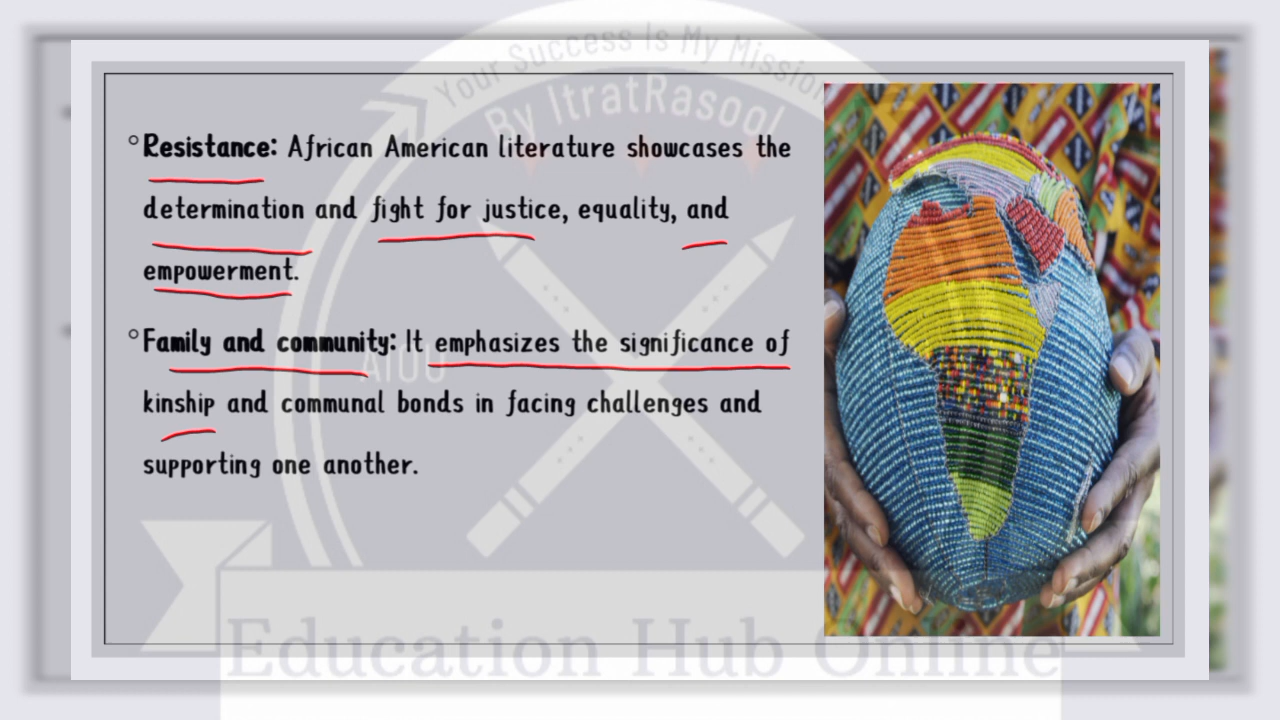 Your Success Is My Mission
By ItratRasool
Resistance: African American literature showcases the
determination and fight for justice, equality, and
empowerment.
Family and community: It emphasizes the significance of
kinship and communal bonds in facing challenges and
supporting one another.
AIOU
Education Hub Online